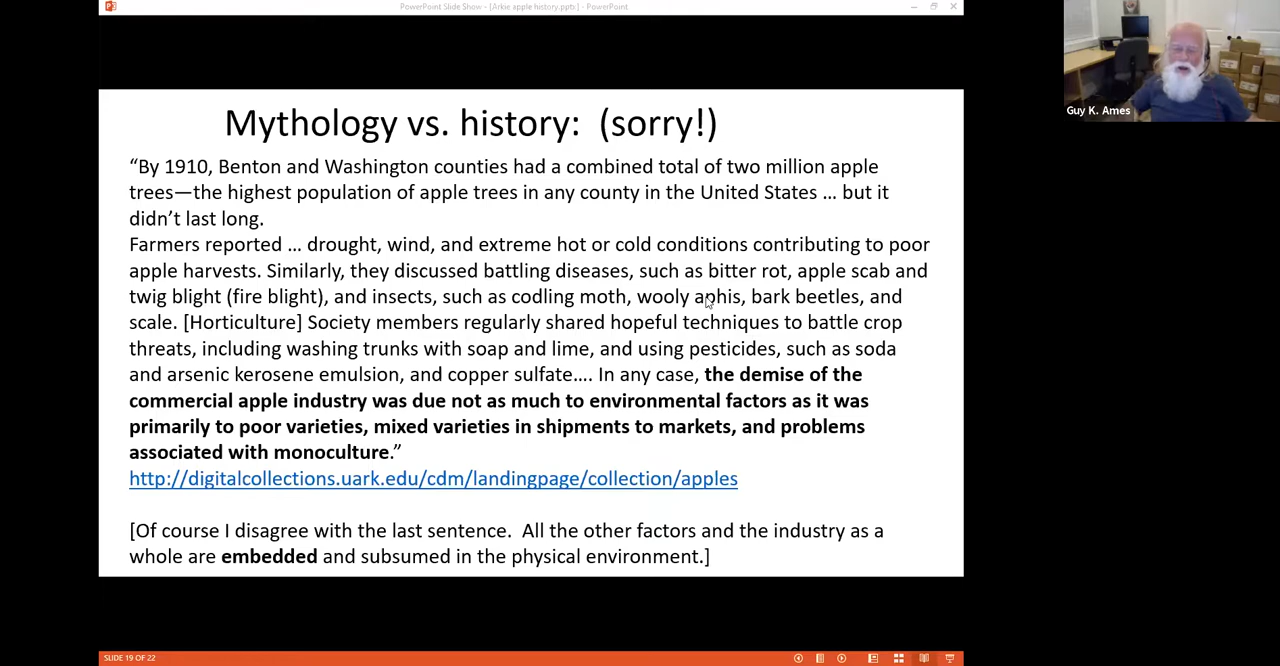 PowerPoint Slide Show - [Arkie apple history.pptx] - PowerPoint
Guy K. Ames
Mythology vs. history:  (sorry!)
“By 1910, Benton and Washington counties had a combined total of two million apple
trees—the highest population of apple trees in any county in the United States … but it
didn’t last long.
Farmers reported … drought, wind, and extreme hot or cold conditions contributing to poor
apple harvests. Similarly, they discussed battling diseases, such as bitter rot, apple scab and
twig blight (fire blight), and insects, such as codling moth, wooly aphis, bark beetles, and
scale. [Horticulture] Society members regularly shared hopeful techniques to battle crop
threats, including washing trunks with soap and lime, and using pesticides, such as soda
and arsenic kerosene emulsion, and copper sulfate…. In any case, the demise of the
commercial apple industry was due not as much to environmental factors as it was
primarily to poor varieties, mixed varieties in shipments to markets, and problems
associated with monoculture.”
http://digitalcollections.uark.edu/cdm/landingpage/collection/apples
[Of course I disagree with the last sentence.  All the other factors and the industry as a
whole are embedded and subsumed in the physical environment.]
SLIDE 19 OF 22